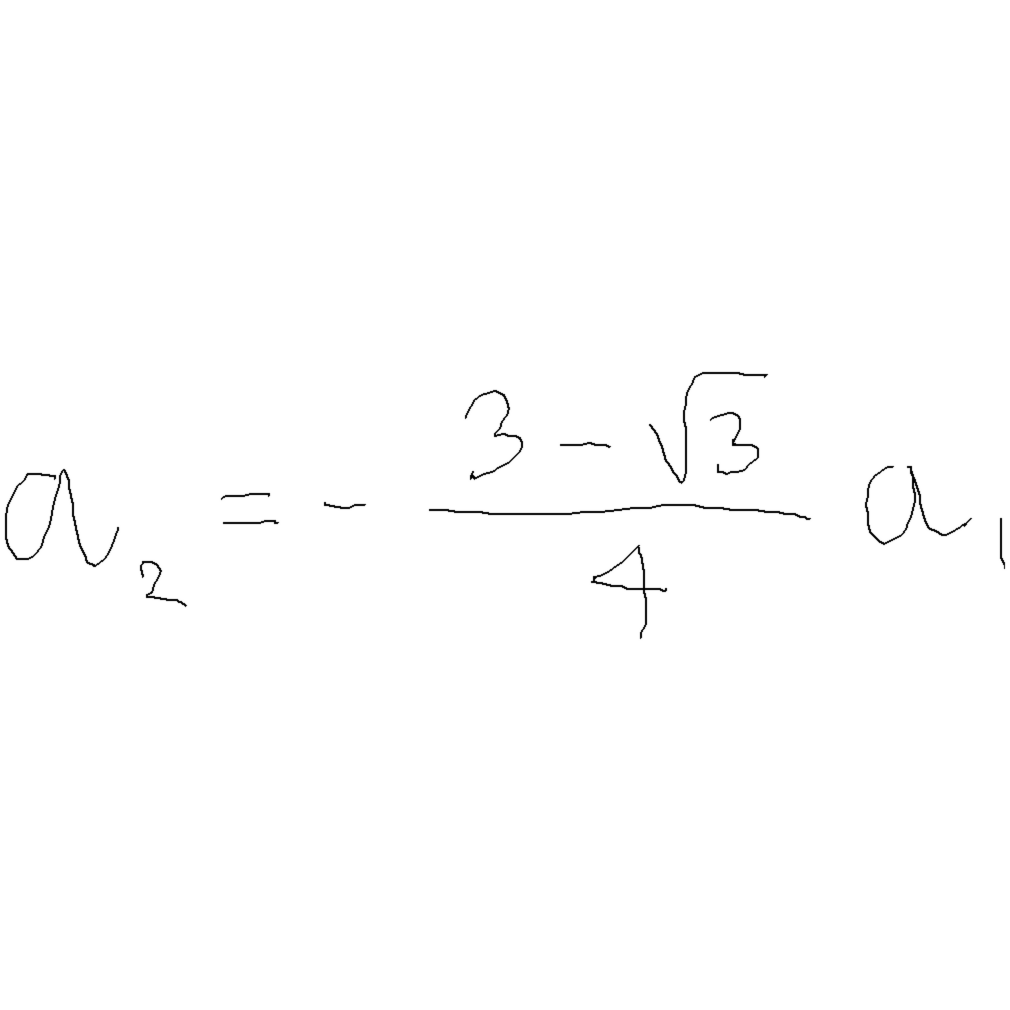 a_2 = - \frac{3 - \sqrt{3}}{4} a_1